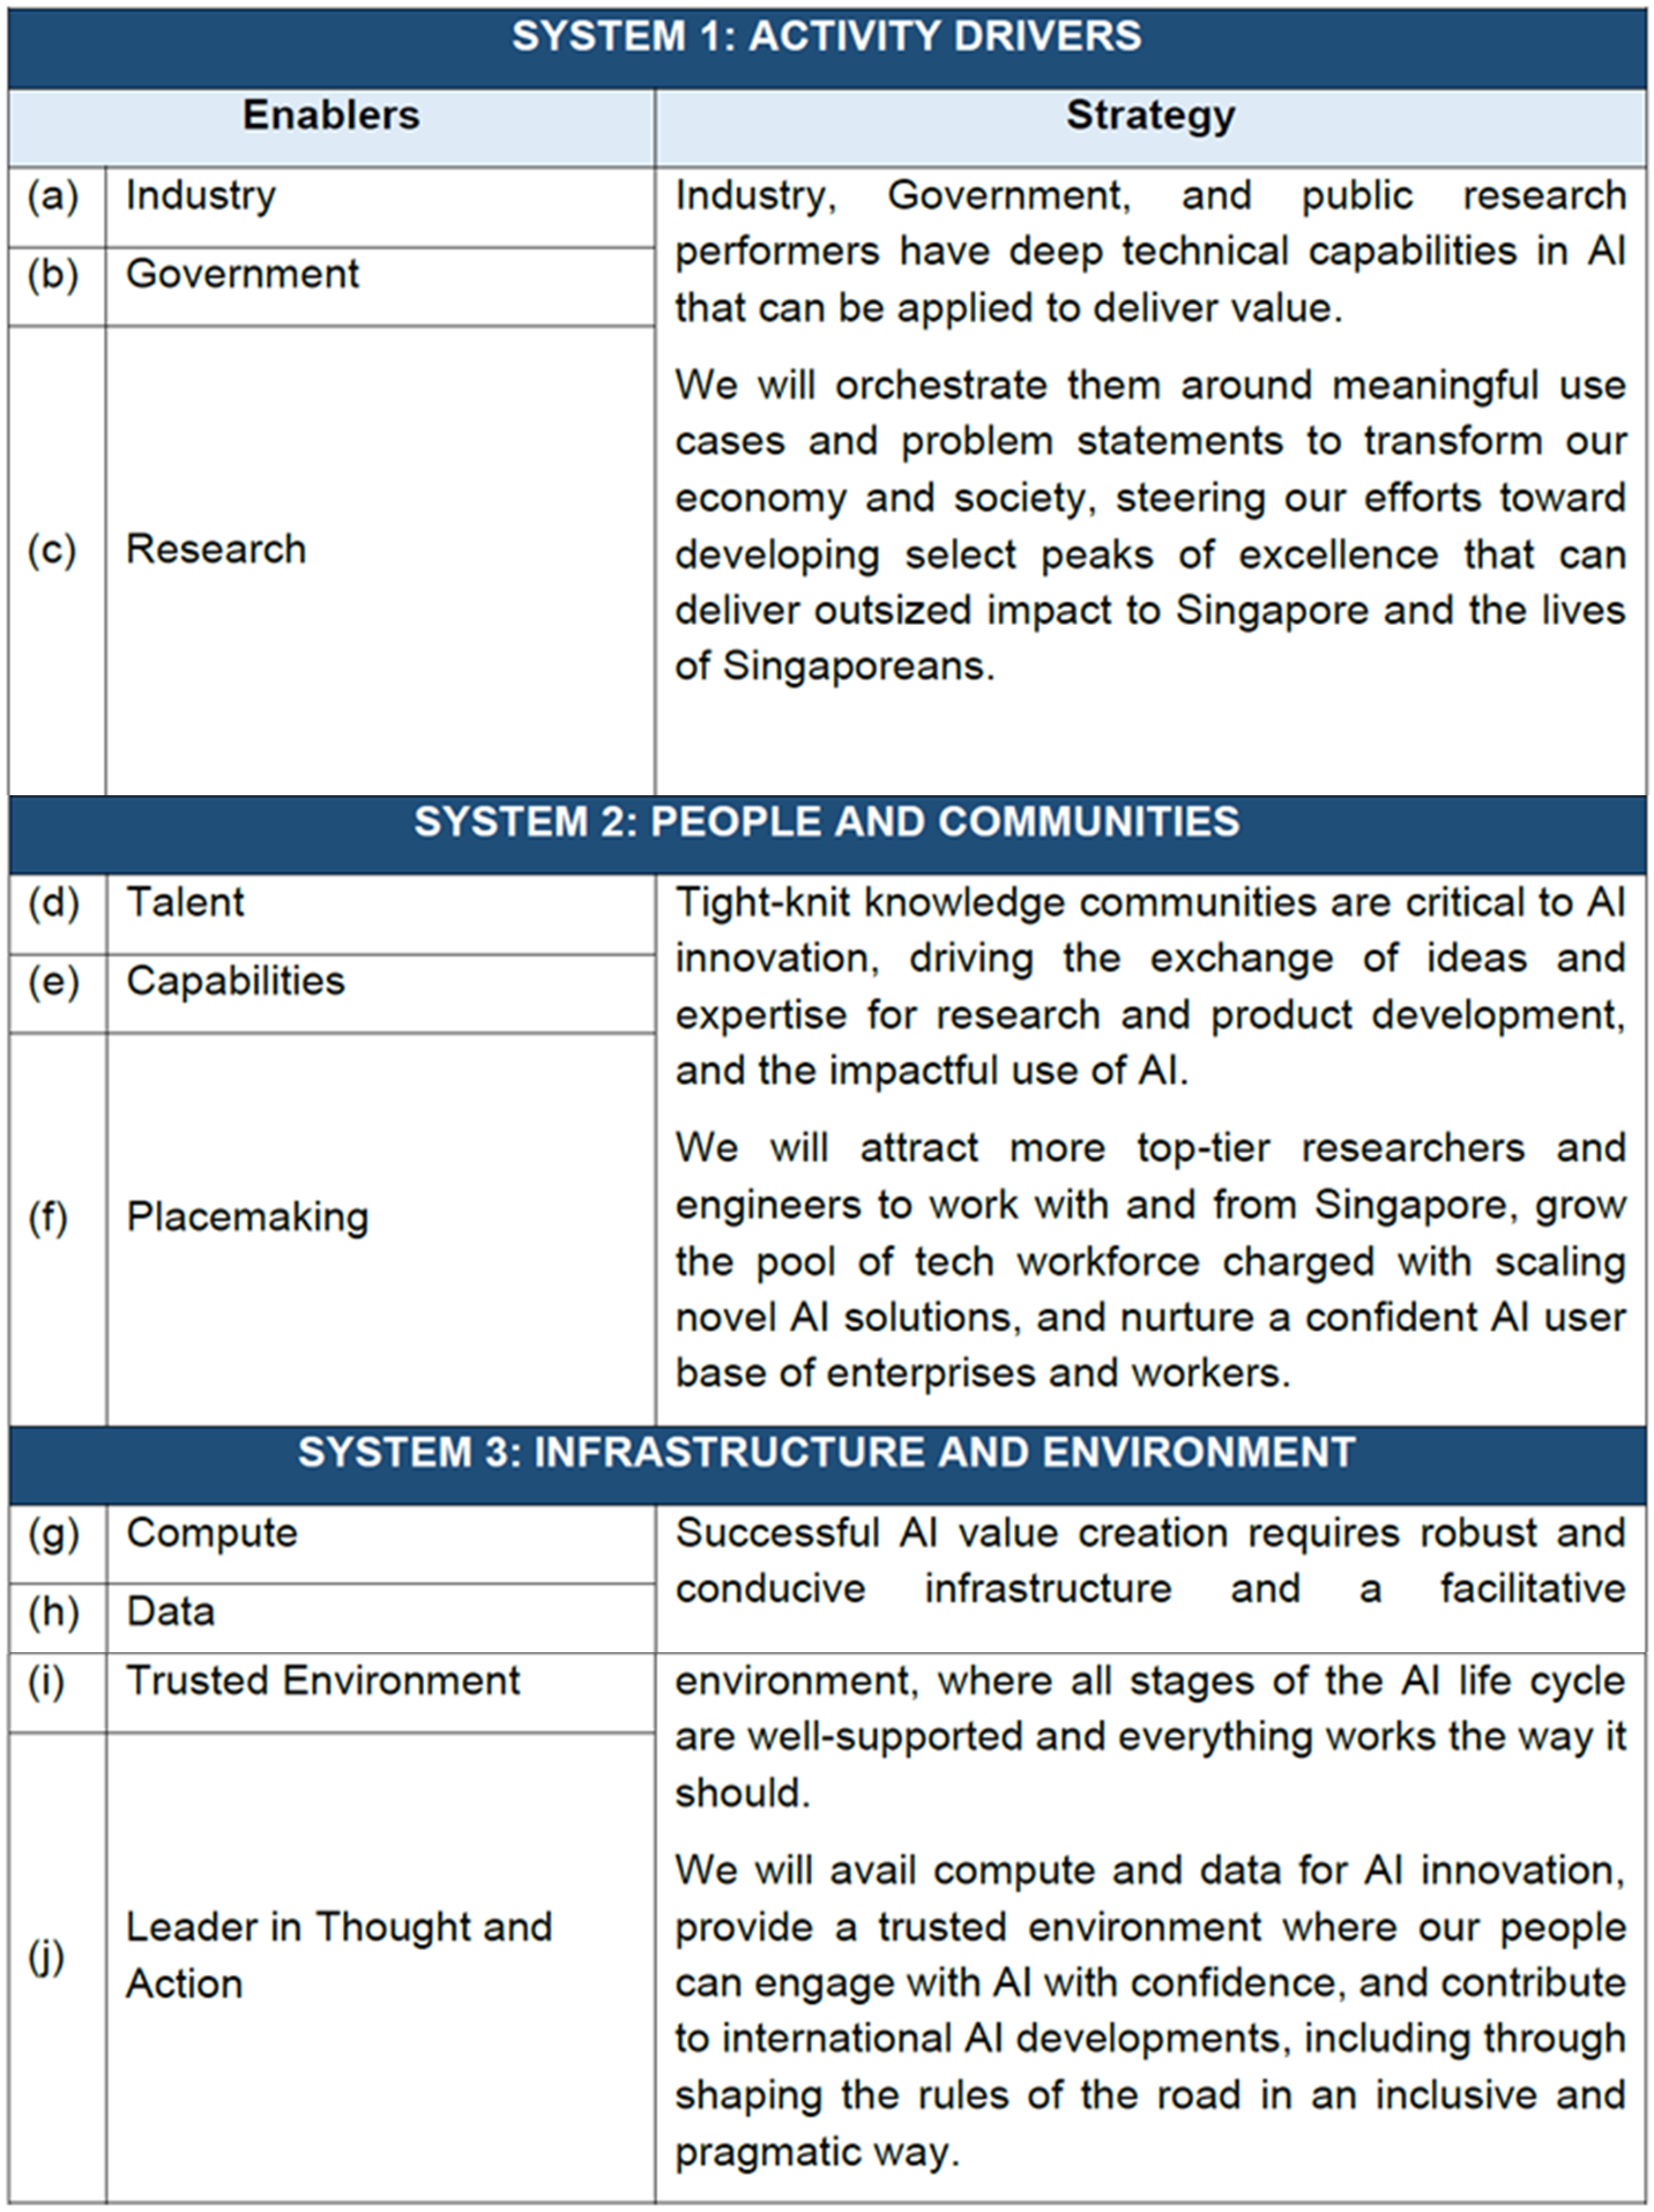 SYSTEM 1: ACTIVITY DRIVERS
Enablers
Strategy
(a)
Industry
(b)
Government
(c)
Research
Industry, Government, and public research
performers have deep technical capabilities in AI
that can be applied to deliver value.
We will orchestrate them around meaningful use
cases and problem statements to transform our
economy and society, steering our efforts toward
developing select peaks of excellence that can
deliver outsized impact to Singapore and the lives
of Singaporeans.
SYSTEM 2: PEOPLE AND COMMUNITIES
(d)
Talent
(e)
Capabilities
(f)
Placemaking
Tight-knit knowledge communities are critical to AI
innovation, driving the exchange of ideas and
expertise for research and product development,
and the impactful use of AI.
We will attract more top-tier researchers and
engineers to work with and from Singapore, grow
the pool of tech workforce charged with scaling
novel AI solutions, and nurture a confident AI user
base of enterprises and workers.
SYSTEM 3: INFRASTRUCTURE AND ENVIRONMENT
(g)
Compute
(h)
Data
Successful AI value creation requires robust and
conducive infrastructure and a facilitative
(i)
Trusted Environment
(j)
Leader in Thought and
Action
environment, where all stages of the AI life cycle
are well-supported and everything works the way it
should.
We will avail compute and data for AI innovation,
provide a trusted environment where our people
can engage with AI with confidence, and contribute
to international AI developments, including through
shaping the rules of the road in an inclusive and
pragmatic way.